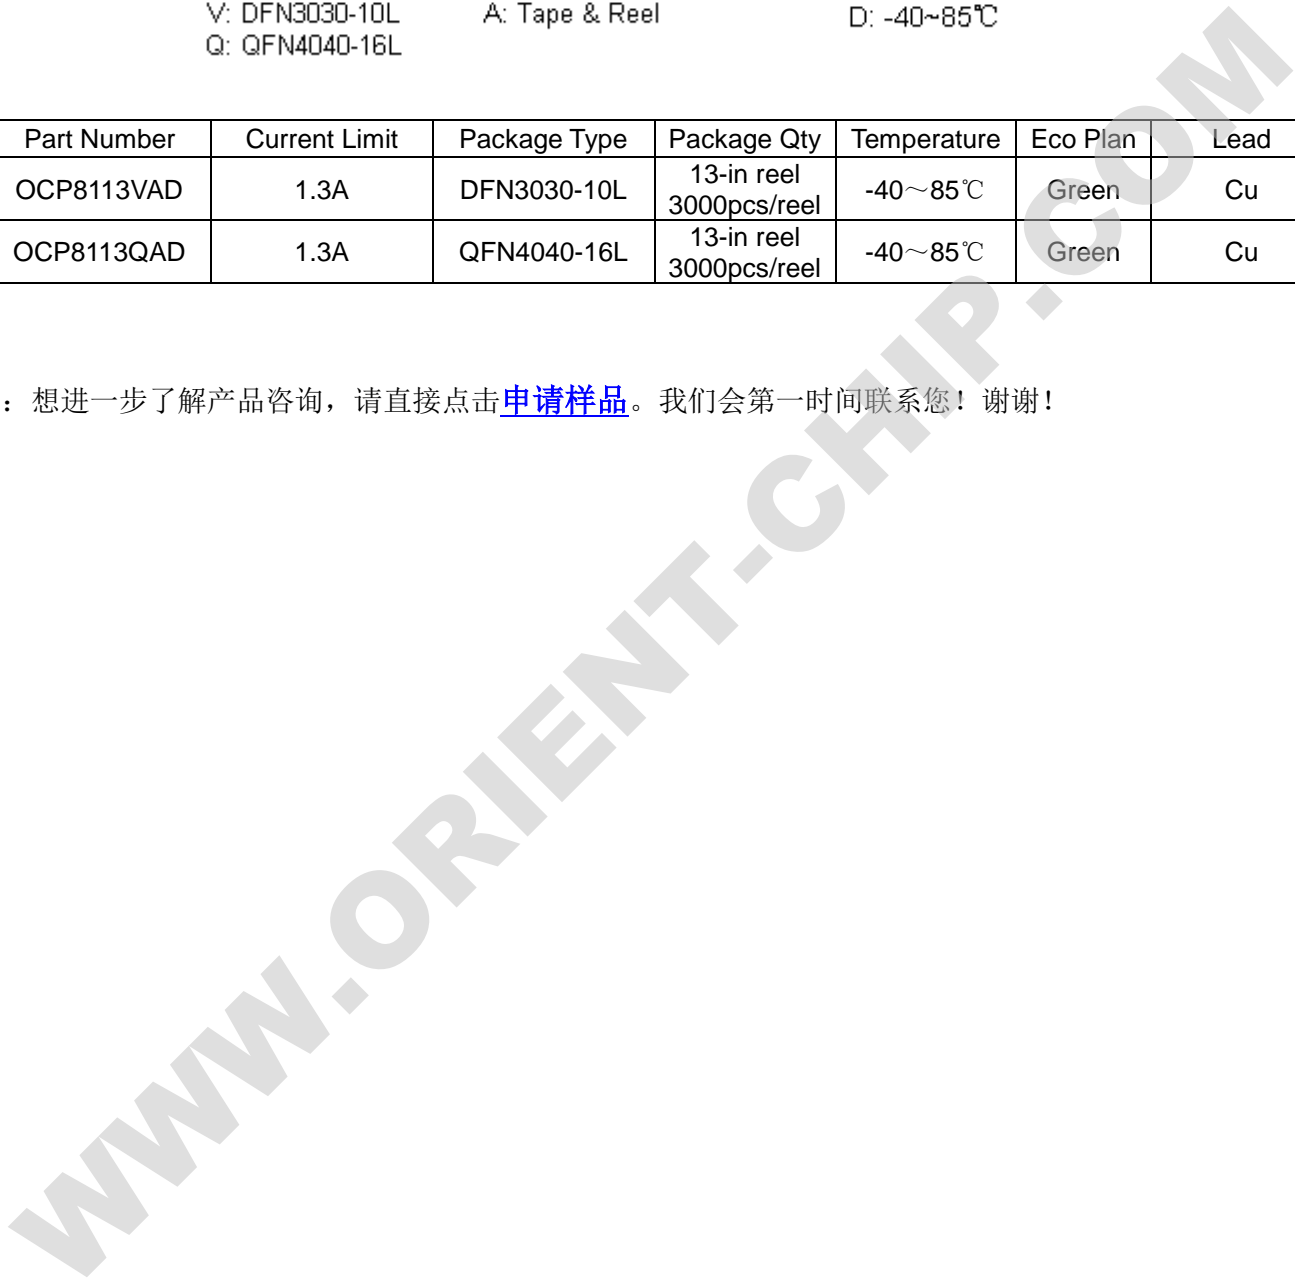 V: DFN3030-10L A: Tape & Reel D: -40~85℃
Q: QFN4040-16L
Part Number Current Limit Package Type Package Qty Temperature Eco Plan Lead
OCP8113VAD 1.3A DFN3030-10L 13-in reel 3000pcs/reel -40～85℃ Green Cu
OCP8113QAD 1.3A QFN4040-16L 13-in reel 3000pcs/reel -40～85℃ Green Cu
：想进一步了解产品咨询，请直接点击申请样品。我们会第一时间联系您！谢谢！
WWW.ORIENT-CHIP.COM